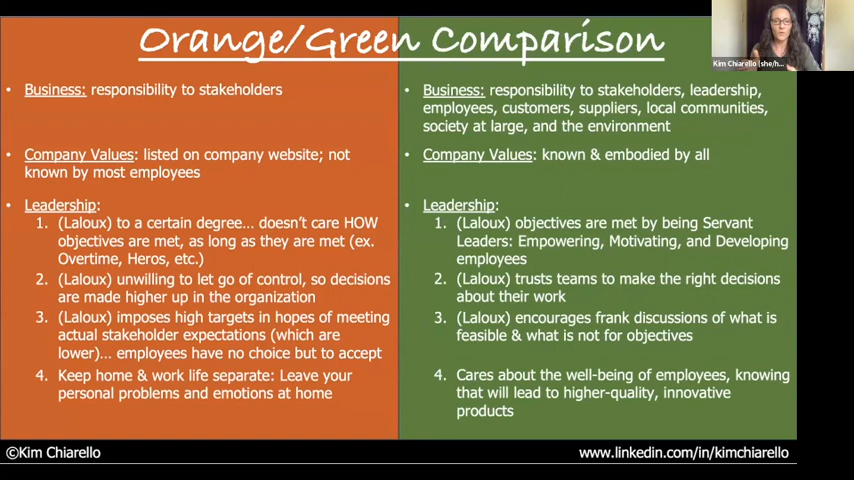 Orange/Green Comparison
Kim Chiarello (she/h...
• Business: responsibility to stakeholders
• Company Values: listed on company website; not
known by most employees
• Leadership:
1. (Laloux) to a certain degree... doesn't care HOW
objectives are met, as long as they are met (ex.
Overtime, Heros, etc.)
2. (Laloux) unwilling to let go of control, so decisions
are made higher up in the organization
3. (Laloux) imposes high targets in hopes of meeting
actual stakeholder expectations (which are
lower)... employees have no choice but to accept
4. Keep home & work life separate: Leave your
personal problems and emotions at home
• Business: responsibility to stakeholders, leadership,
employees, customers, suppliers, local communities,
society at large, and the environment
• Company Values: known & embodied by all
• Leadership:
1. (Laloux) objectives are met by being Servant
Leaders: Empowering, Motivating, and Developing
employees
2. (Laloux) trusts teams to make the right decisions
about their work
3. (Laloux) encourages frank discussions of what is
feasible & what is not for objectives
4. Cares about the well-being of employees, knowing
that will lead to higher-quality, innovative
products
©Kim Chiarello
www.linkedin.com/in/kimchiarello